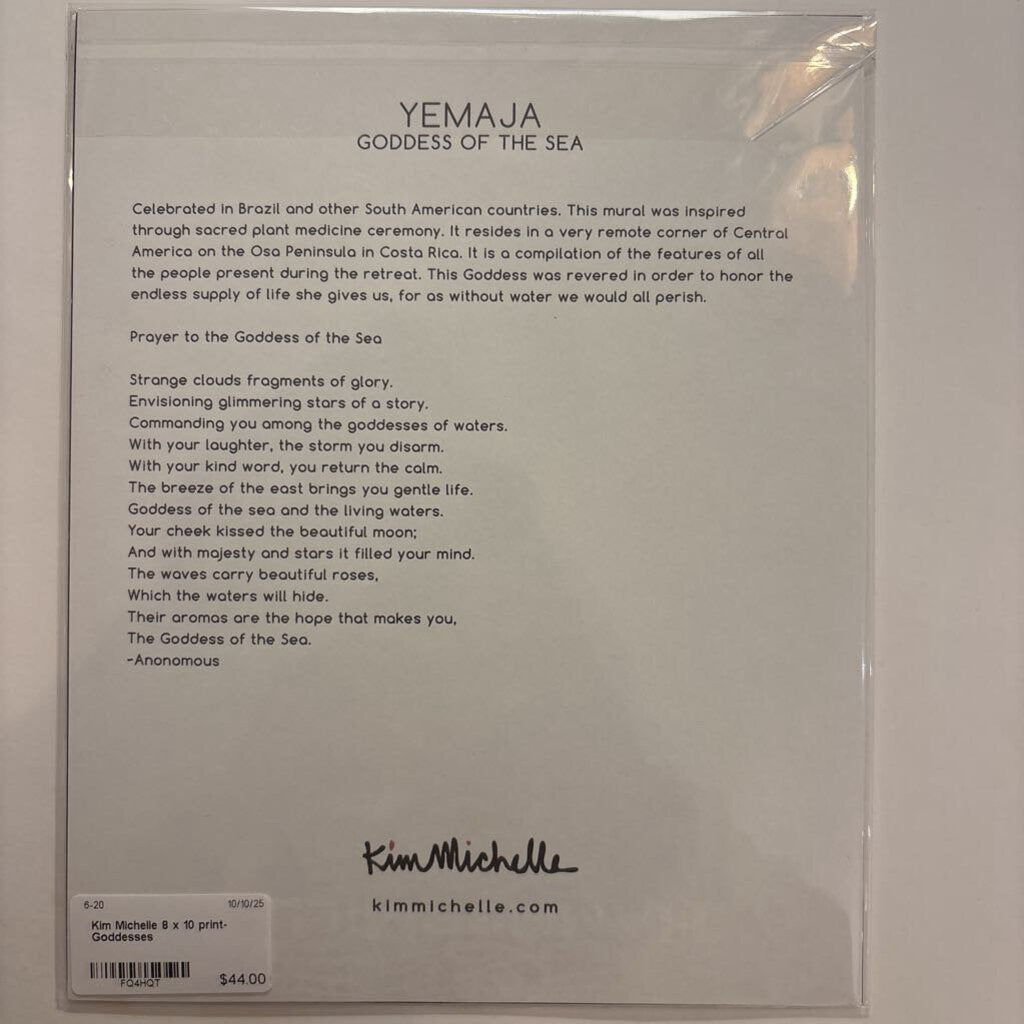 YEMAJA
GODDESS OF THE SEA
Celebrated in Brazil and other South American countries. This mural was inspired
through sacred plant medicine ceremony. It resides in a very remote corner of Central
America on the Osa Peninsula in Costa Rica. It is a compilation of the features of all
the people present during the retreat. This Goddess was revered in order to honor the
endless supply of life she gives us, for as without water we would all perish.
Prayer to the Goddess of the Sea
Strange clouds fragments of glory.
Envisioning glimmering stars of a story.
Commanding you among the goddesses of waters.
With your laughter, the storm you disarm.
With your kind word, you return the calm.
The breeze of the east brings you gentle life.
Goddess of the sea and the living waters.
Your cheek kissed the beautiful moon;
And with majesty and stars it filled your mind.
The waves carry beautiful roses,
Which the waters will hide.
Their aromas are the hope that makes you,
The Goddess of the Sea.
-Anonomous
Kim Michelle
kimmichelle.com
6-20 10/10/25
Kim Michelle 8 x 10 print-
Goddesses
FQ4HQT $44.00